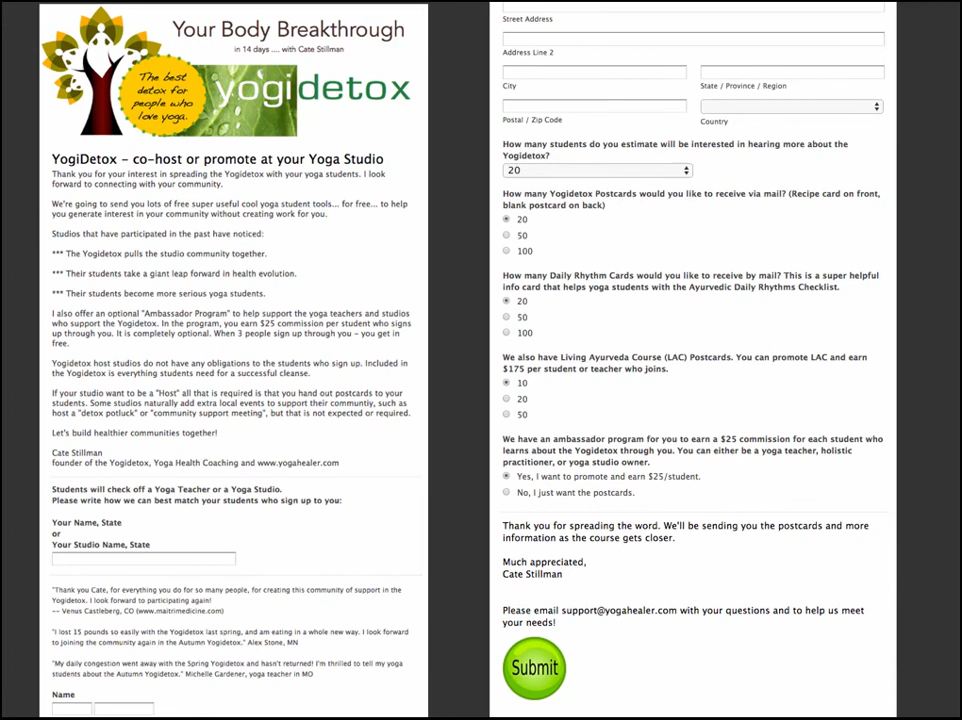 Your Body Breakthrough
in 14 days .... with Cate Stillman
The best
detox for
people who
love yoga.
yogidetox
YogiDetox – co-host or promote at your Yoga Studio
Thank you for your interest in spreading the Yogidetox with your yoga students. I look
forward to connecting with your community.
We're going to send you lots of free super useful cool yoga student tools... for free... to help
you generate interest in your community without creating work for you.
Studios that have participated in the past have noticed:
*** The Yogidetox pulls the studio community together.
*** Their students take a giant leap forward in health evolution.
*** Their students become more serious yoga students.
I also offer an optional "Ambassador Program" to help support the yoga teachers and studios
who support the Yogidetox. In the program, you earn $25 commission per student who signs
up through you. It is completely optional. When 3 people sign up through you – you get in
free.
Yogidetox host studios do not have any obligations to the students who sign up. Included in
the Yogidetox is everything students need for a successful cleanse.
If your studio want to be a "Host" all that is required is that you hand out postcards to your
students. Some studios naturally add extra local events to support their communtiy, such as
host a "detox potluck" or "community support meeting", but that is not expected or required.
Let's build healthier communities together!
Cate Stillman
founder of the Yogidetox, Yoga Health Coaching and www.yogahealer.com
Students will check off a Yoga Teacher or a Yoga Studio.
Please write how we can best match your students who sign up to you:
Your Name, State
or
Your Studio Name, State
"Thank you Cate, for everything you do for so many people, for creating this community of support in the
Yogidetox. I look forward to participating again!
-- Venus Castleberg, CO (www.maitrimedicine.com)
"I lost 15 pounds so easily with the Yogidetox last spring, and am eating in a whole new way. I look forward
to joining the community again in the Autumn Yogidetox." Alex Stone, MN
"My daily congestion went away with the Spring Yogidetox and hasn't returned! I'm thrilled to tell my yoga
students about the Autumn Yogidetox." Michelle Gardener, yoga teacher in MO
Name
Street Address
Address Line 2
City
State / Province / Region
Postal / Zip Code
Country
How many students do you estimate will be interested in hearing more about the
Yogidetox?
20
How many Yogidetox Postcards would you like to receive via mail? (Recipe card on front,
blank postcard on back)
20
50
100
How many Daily Rhythm Cards would you like to receive by mail? This is a super helpful
info card that helps yoga students with the Ayurvedic Daily Rhythms Checklist.
20
50
100
We also have Living Ayurveda Course (LAC) Postcards. You can promote LAC and earn
$175 per student or teacher who joins.
10
20
50
We have an ambassador program for you to earn a $25 commission for each student who
learns about the Yogidetox through you. You can either be a yoga teacher, holistic
practitioner, or yoga studio owner.
Yes, I want to promote and earn $25/student.
No, I just want the postcards.
Thank you for spreading the word. We'll be sending you the postcards and more
information as the course gets closer.
Much appreciated,
Cate Stillman
Please email support@yogahealer.com with your questions and to help us meet
your needs!
Submit